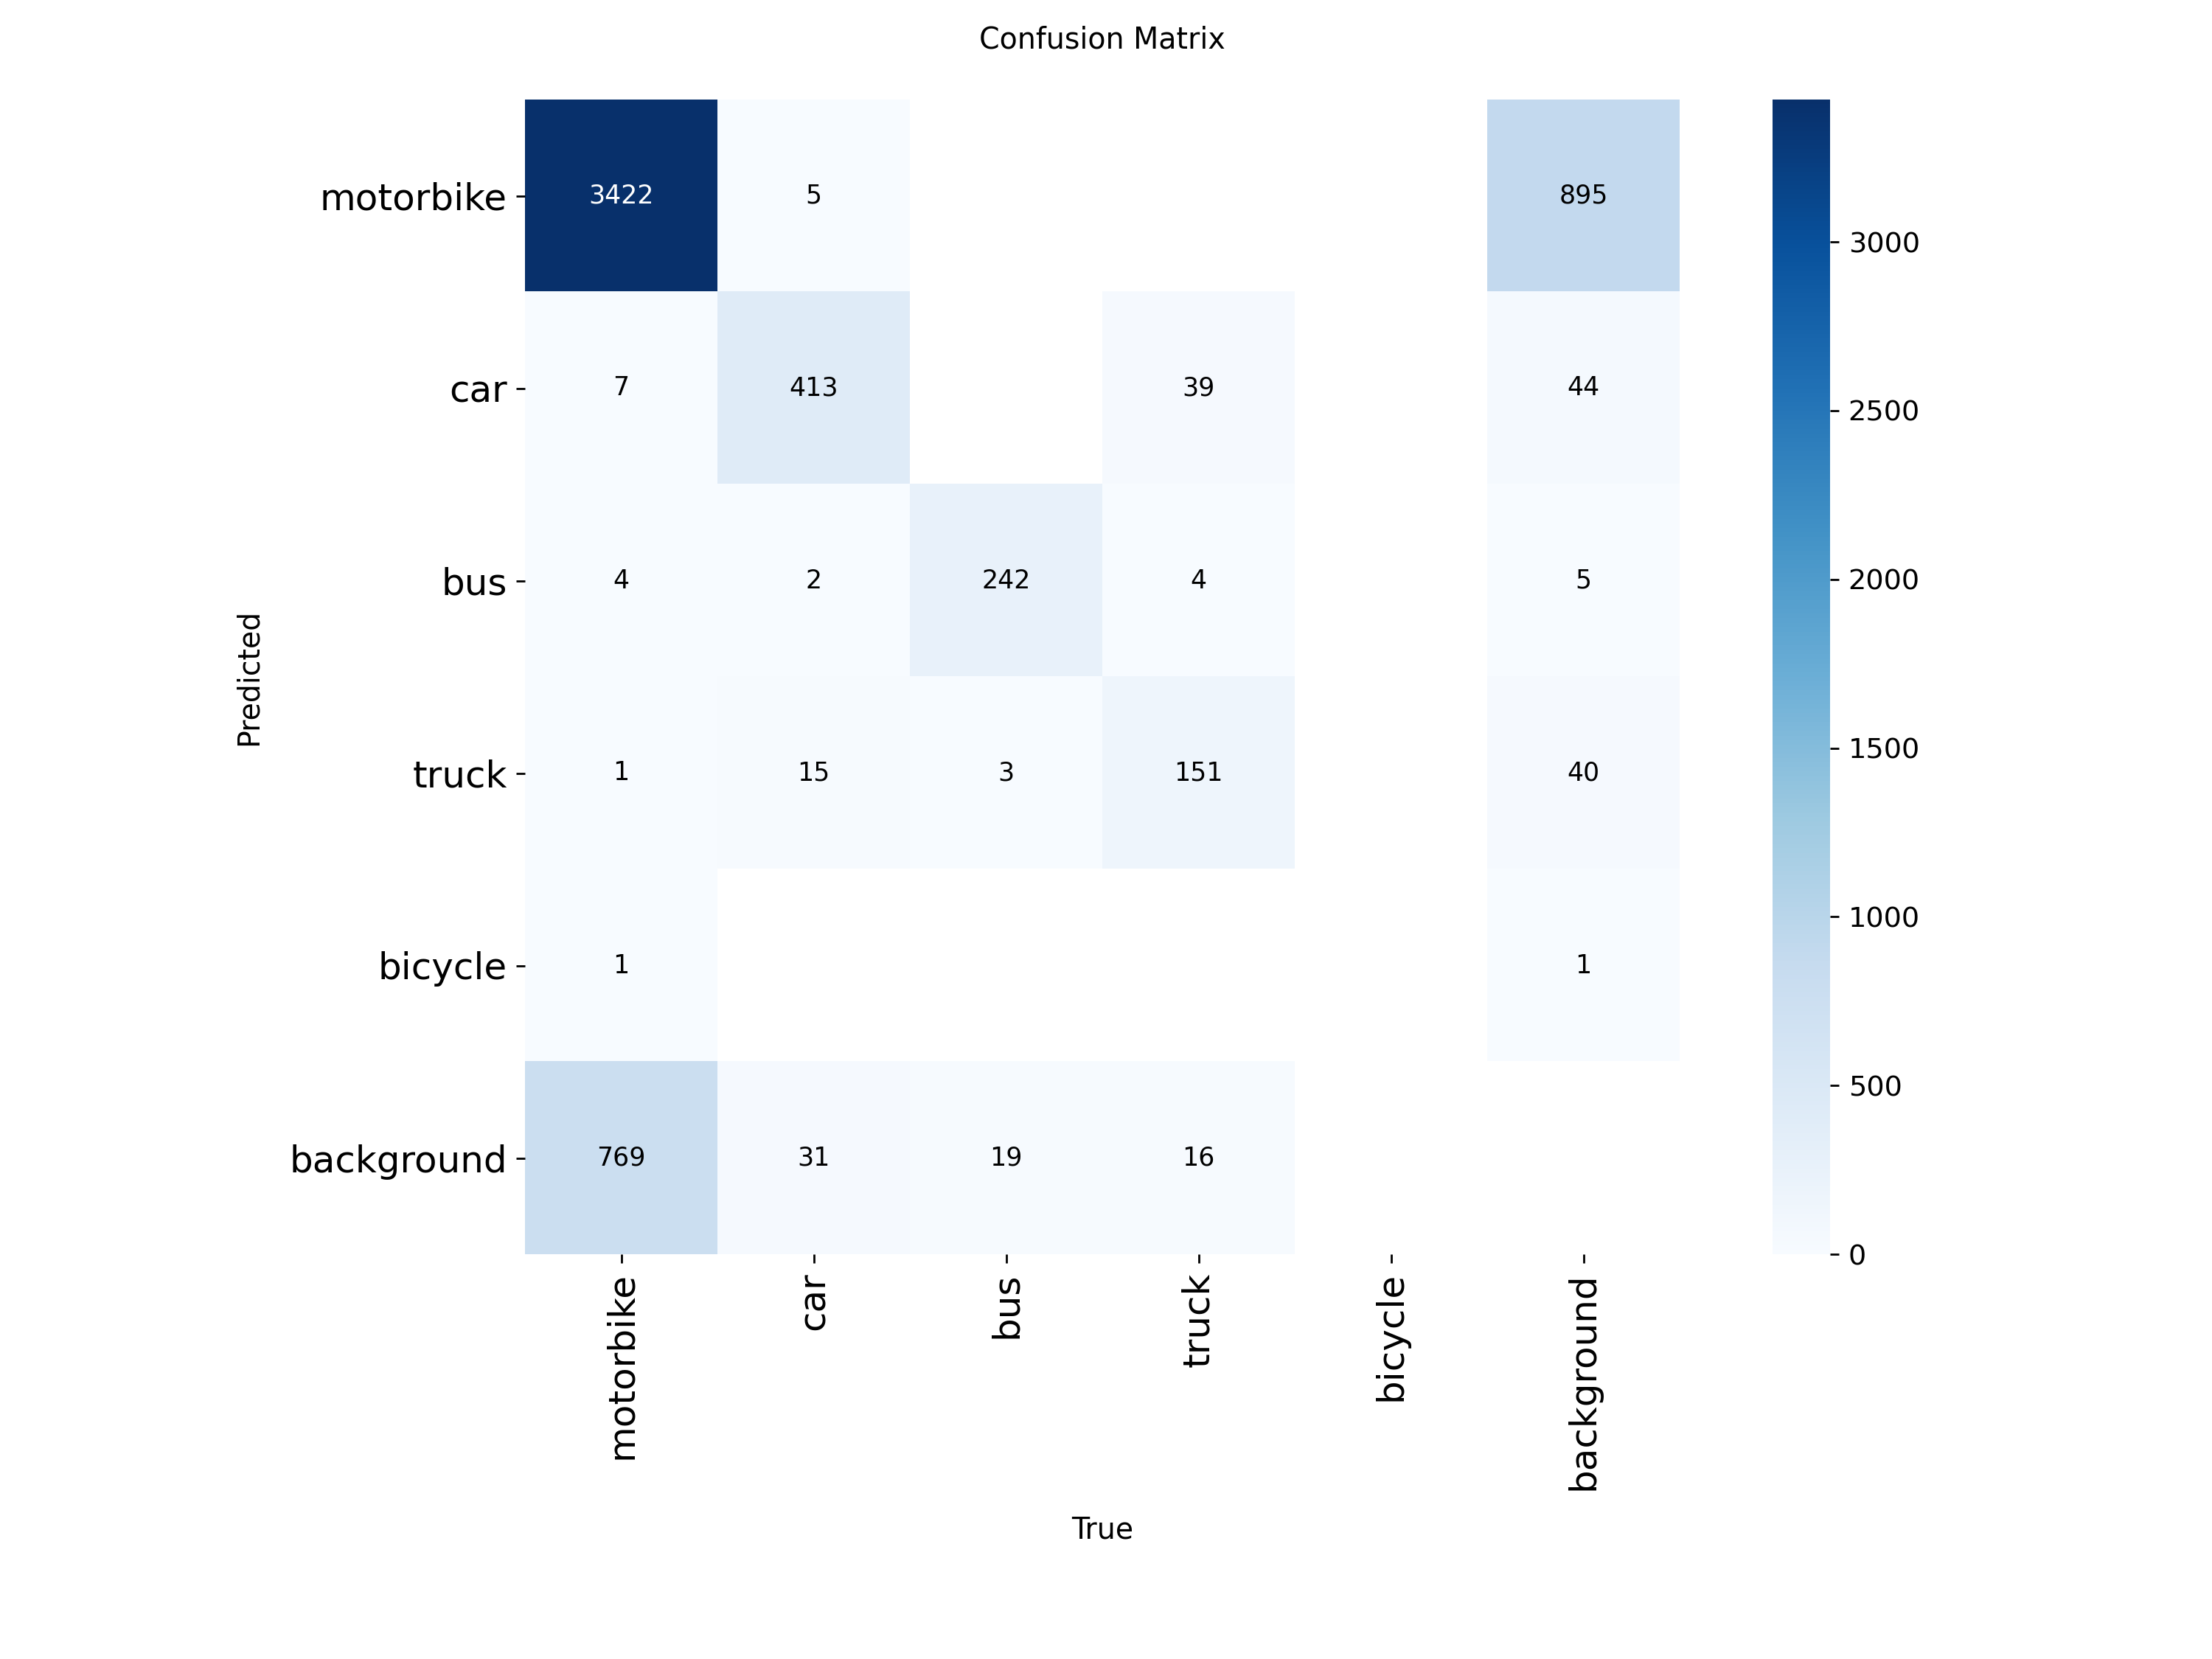 Confusion Matrix
motorbike 3422 5 895
car 7 413 39 44
bus 4 2 242 4 5
truck 1 15 3 151 40
bicycle 1 1
background 769 31 19 16
motorbike car bus truck bicycle background
Predicted
True
3000
2500
2000
1500
1000
500
0